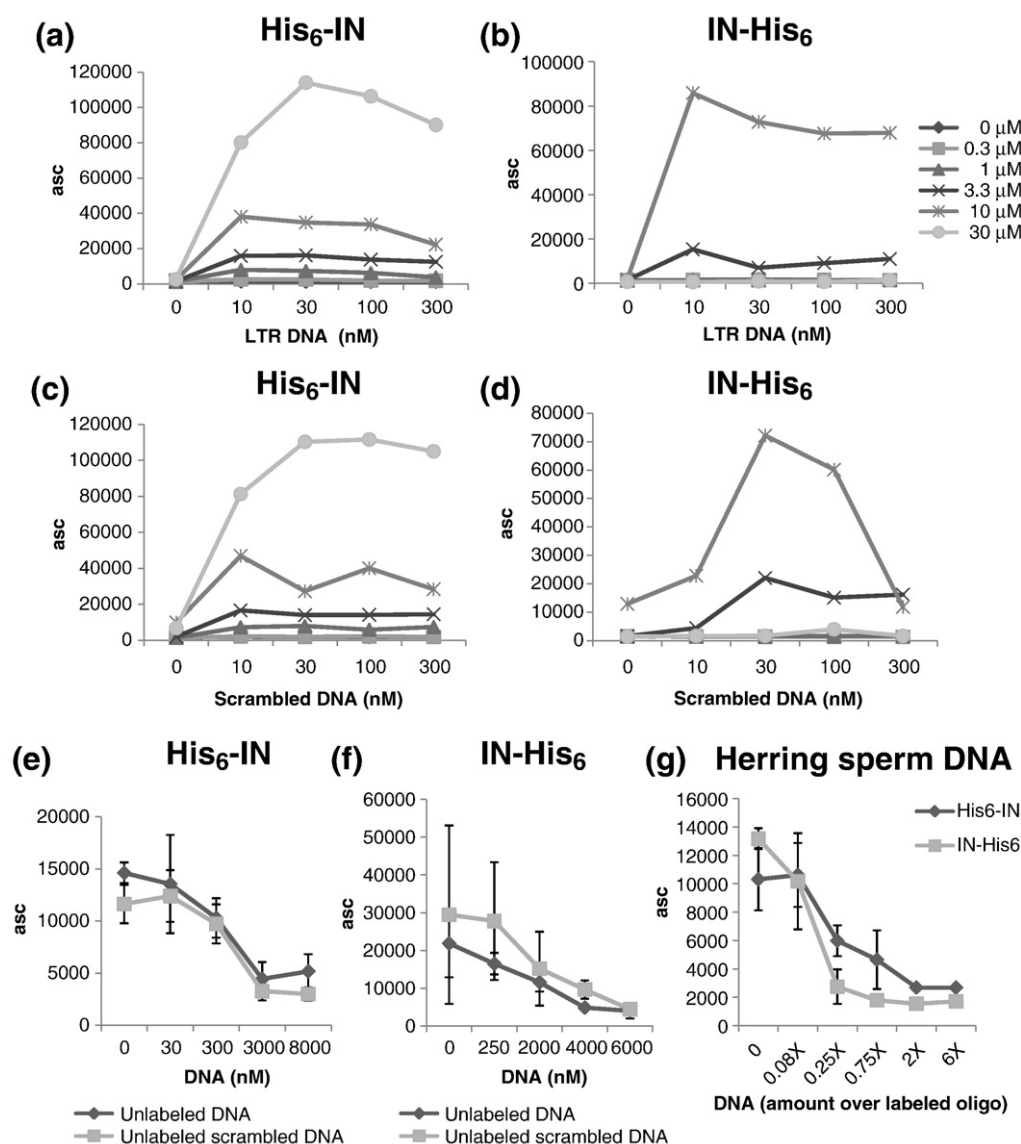 (a) His6-IN
120000
100000
80000
60000
40000
20000
0
asc
0 10 30 100 300
LTR DNA (nM)
(b) IN-His6
100000
80000
60000
40000
20000
0
asc
0 10 30 100 300
LTR DNA (nM)
0 µM
0.3 µM
1 µM
3.3 µM
10 µM
30 µM
(c) His6-IN
120000
100000
80000
60000
40000
20000
0
asc
0 10 30 100 300
Scrambled DNA (nM)
(d) IN-His6
80000
70000
60000
50000
40000
30000
20000
10000
0
asc
0 10 30 100 300
Scrambled DNA (nM)
(e) His6-IN
20000
15000
10000
5000
0
asc
0 30 300 3000 8000
DNA (nM)
Unlabeled DNA
Unlabeled scrambled DNA
(f) IN-His6
60000
50000
40000
30000
20000
10000
0
asc
0 250 2000 4000 6000
DNA (nM)
Unlabeled DNA
Unlabeled scrambled DNA
(g) Herring sperm DNA
16000
14000
12000
10000
8000
6000
4000
2000
0
asc
0 0.08X 0.25X 0.75X 2X 6X
DNA (amount over labeled oligo)
His6-IN
IN-His6